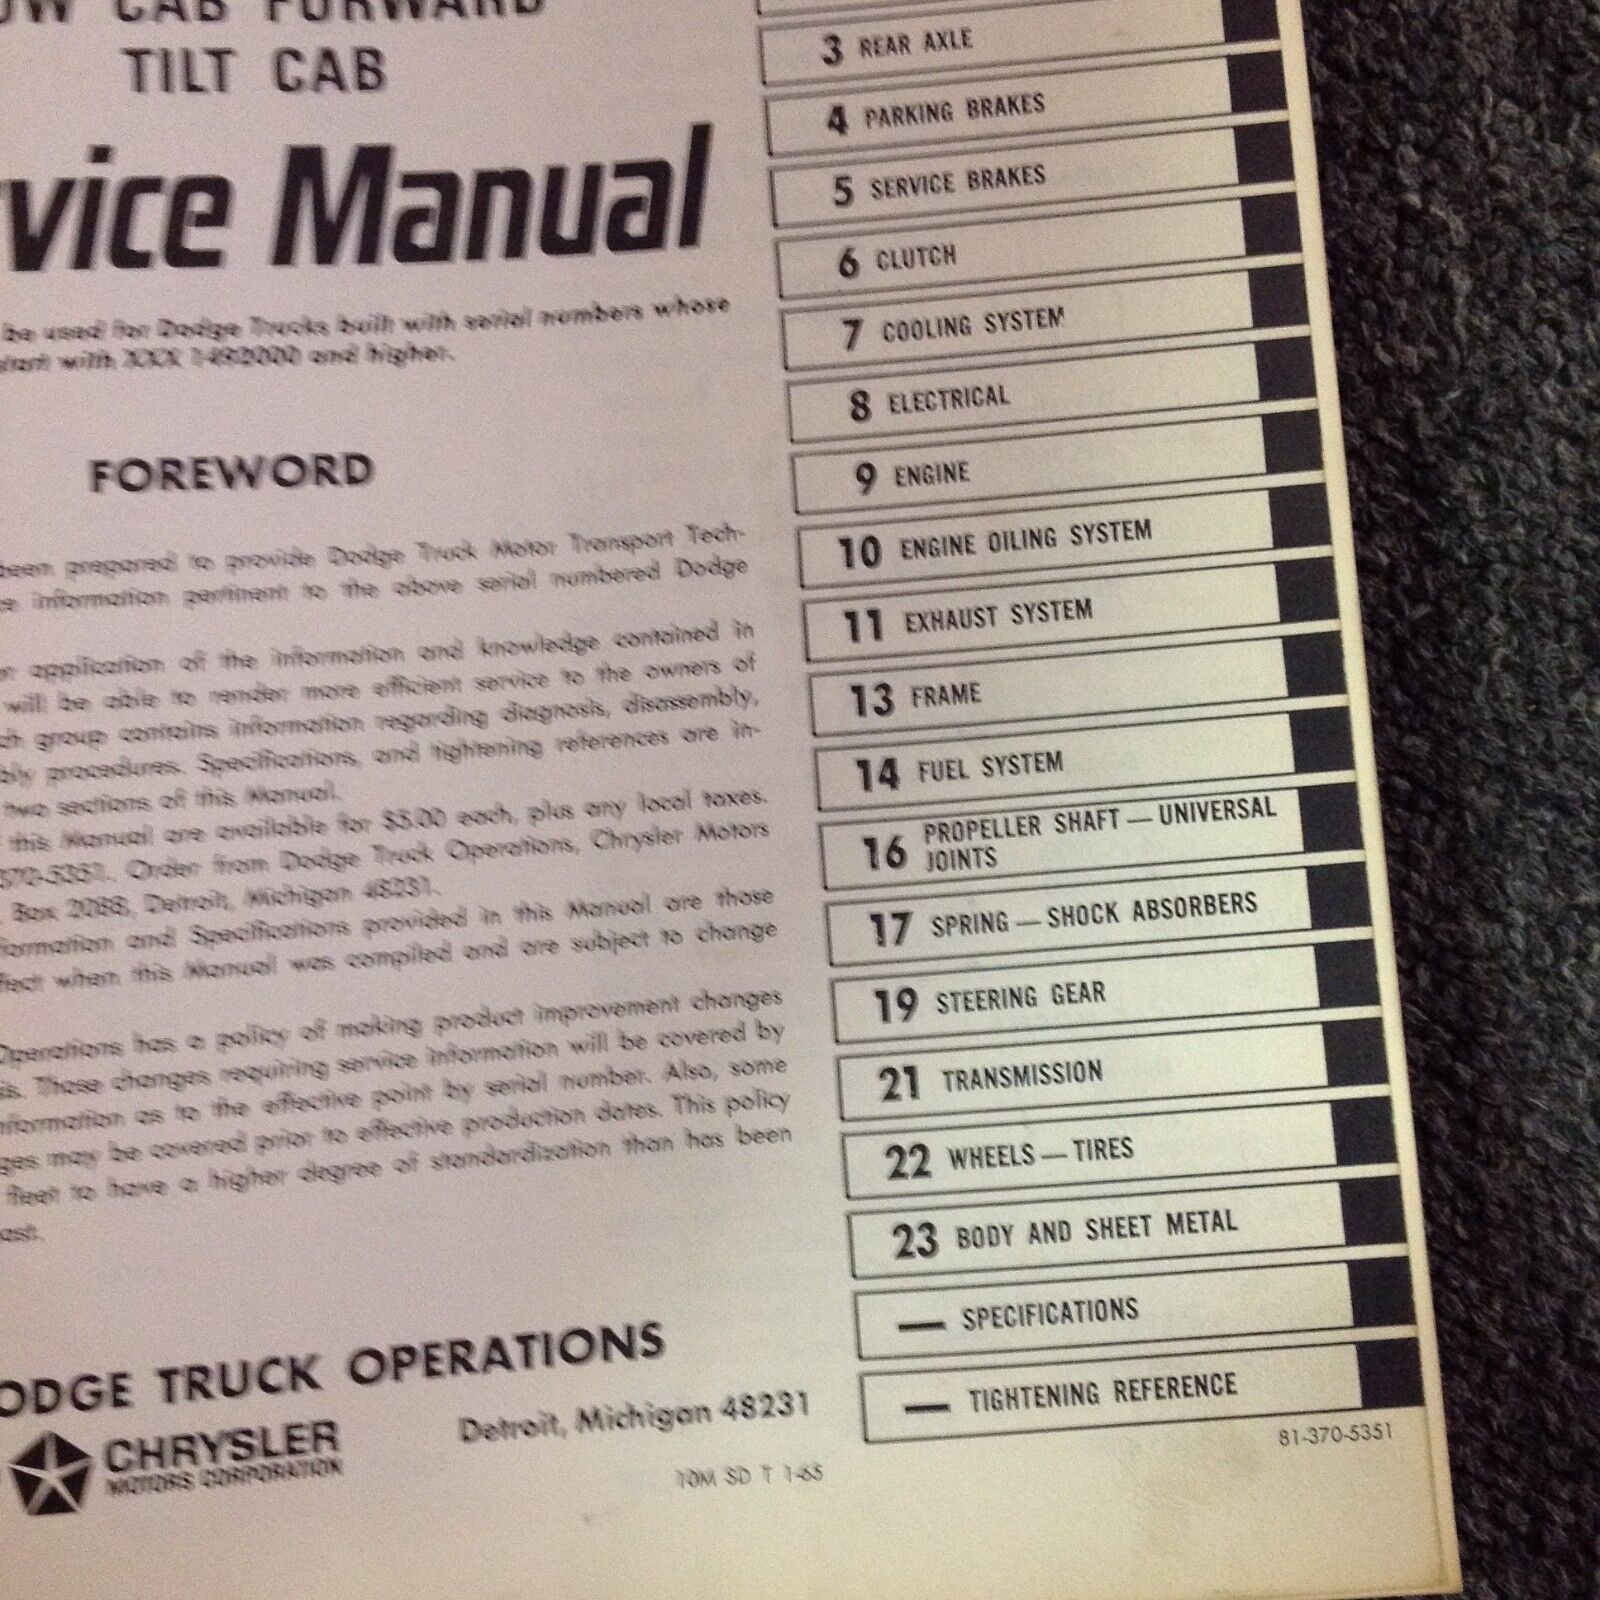 CAB FORWARD
TILT CAB
vice Manual
be used for Dodge Trucks built with serial numbers whose
start with XXX 1492000 and higher.
FOREWORD
been prepared to provide Dodge Truck Motor Transport Tech-
information pertinent to the above serial numbered Dodge
application of the information and knowledge contained in
will be able to render more efficient service to the owners of
group contains information regarding diagnosis, disassembly,
procedures. Specifications, and tightening references are in-
two sections of this Manual.
this Manual are available for $5.00 each, plus any local taxes.
370-5351. Order from Dodge Truck Operations, Chrysler Motors
Box 2088, Detroit, Michigan 48231.
formation and Specifications provided in this Manual are those
fect when this Manual was compiled and are subject to change
Operations has a policy of making product improvement changes
Those changes requiring service information will be covered by
nformation as to the effective point by serial number. Also, some
ges may be covered prior to effective production dates. This policy
fleet to have a higher degree of standardization than has been
ast.
ODGE TRUCK OPERATIONS
CHRYSLER
MOTORS CORPORATION
Detroit, Michigan 48231
10M SD T 1-65
3 REAR AXLE
4 PARKING BRAKES
5 SERVICE BRAKES
6 CLUTCH
7 COOLING SYSTEM
8 ELECTRICAL
9 ENGINE
10 ENGINE OILING SYSTEM
11 EXHAUST SYSTEM
13 FRAME
14 FUEL SYSTEM
16 PROPELLER SHAFT — UNIVERSAL
JOINTS
17 SPRING — SHOCK ABSORBERS
19 STEERING GEAR
21 TRANSMISSION
22 WHEELS — TIRES
23 BODY AND SHEET METAL
— SPECIFICATIONS
— TIGHTENING REFERENCE
81-370-5351